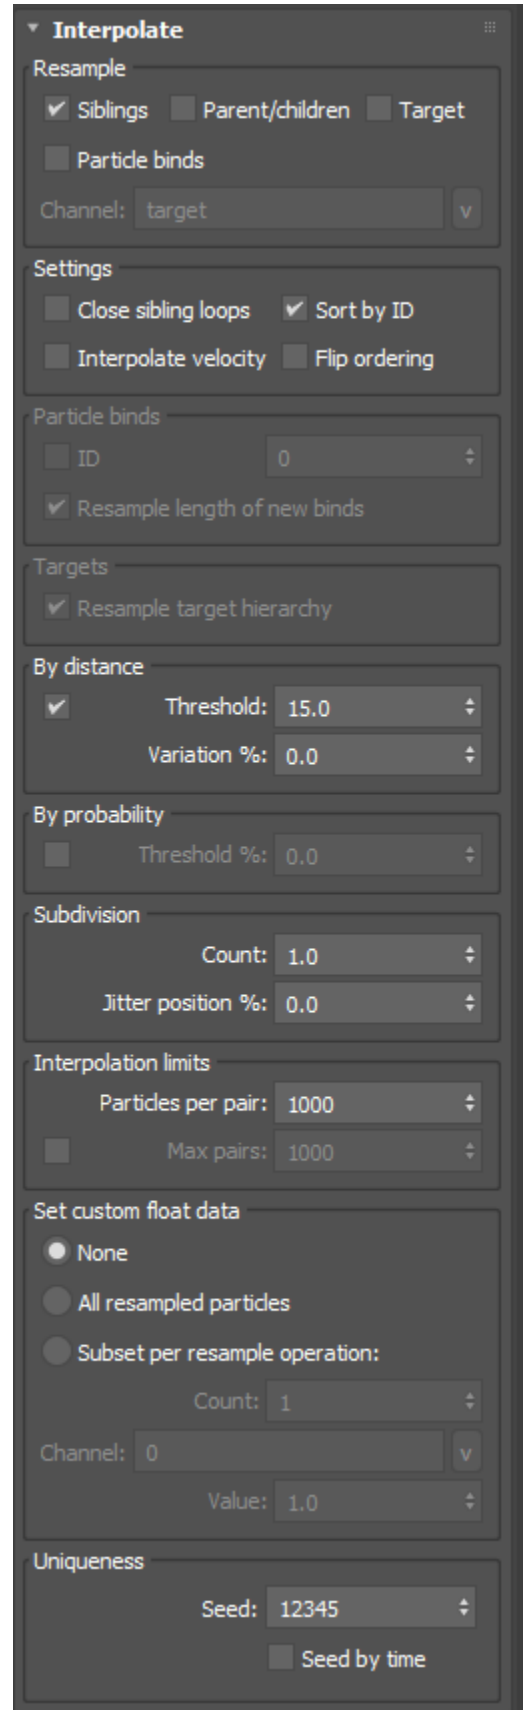 Interpolate
Resample
Siblings Parent/children Target
Particle binds
Channel: target v
Settings
Close sibling loops Sort by ID
Interpolate velocity Flip ordering
Particle binds
ID 0
Resample length of new binds
Targets
Resample target hierarchy
By distance
Threshold: 15.0
Variation %: 0.0
By probability
Threshold %: 0.0
Subdivision
Count: 1.0
Jitter position %: 0.0
Interpolation limits
Particles per pair: 1000
Max pairs: 1000
Set custom float data
None
All resampled particles
Subset per resample operation:
Count: 1
Channel: 0 v
Value: 1.0
Uniqueness
Seed: 12345
Seed by time